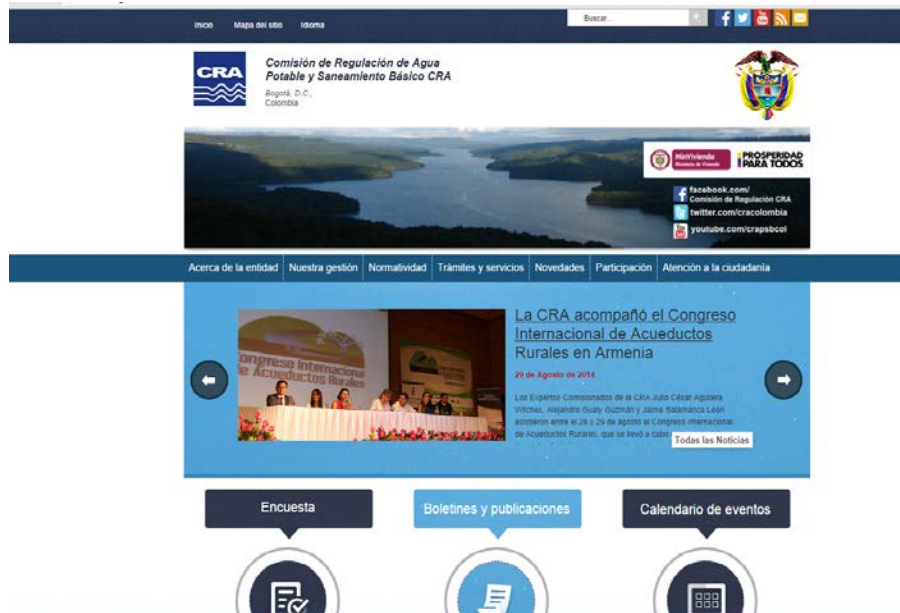 Inicio Mapa del sitio Idioma
Buscar...
CRA
Comisión de Regulación de Agua
Potable y Saneamiento Básico CRA
Bogotá, D.C.,
Colombia
MinVivienda
Ministerio de Vivienda
PROSPERIDAD
PARA TODOS
facebook.com/
Comisión de Regulación CRA
twitter.com/cracolombia
youtube.com/crapsbcol
Acerca de la entidad Nuestra gestión Normatividad Trámites y servicios Novedades Participación Atención a la ciudadanía
Congreso Internacional
de Acueductos Rurales
La CRA acompañó el Congreso
Internacional de Acueductos
Rurales en Armenia
29 de Agosto de 2014
Los Expertos Comisionados de la CRA Julio César Aguilera
Wilches, Alejandro Gualy Guzmán y Jaime Salamanca León
asistieron entre el 28 y 29 de agosto al Congreso Internacional
de Acueductos Rurales, que se llevó a cabo
Todas las Noticias
Encuesta
Boletines y publicaciones
Calendario de eventos